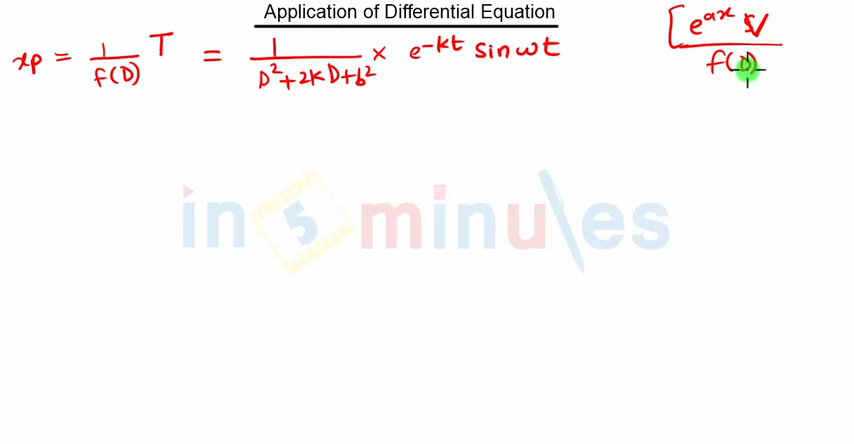 Application of Differential Equation
xp = 1/f(D) T = 1/(D²+2KD+b²) × e^-kt sinωt
[e^ax V
f(D)
in 5 minutes